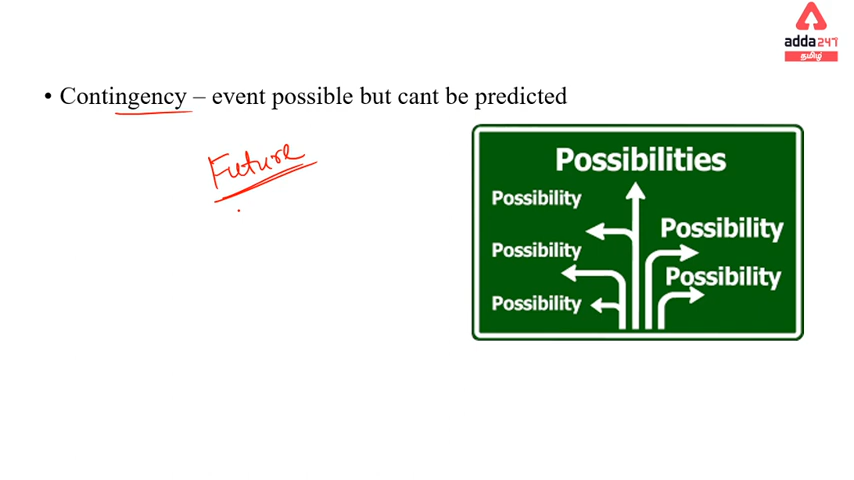 adda247
தமிழ்
• Contingency – event possible but cant be predicted
Future
Possibilities
Possibility
Possibility
Possibility
Possibility
Possibility